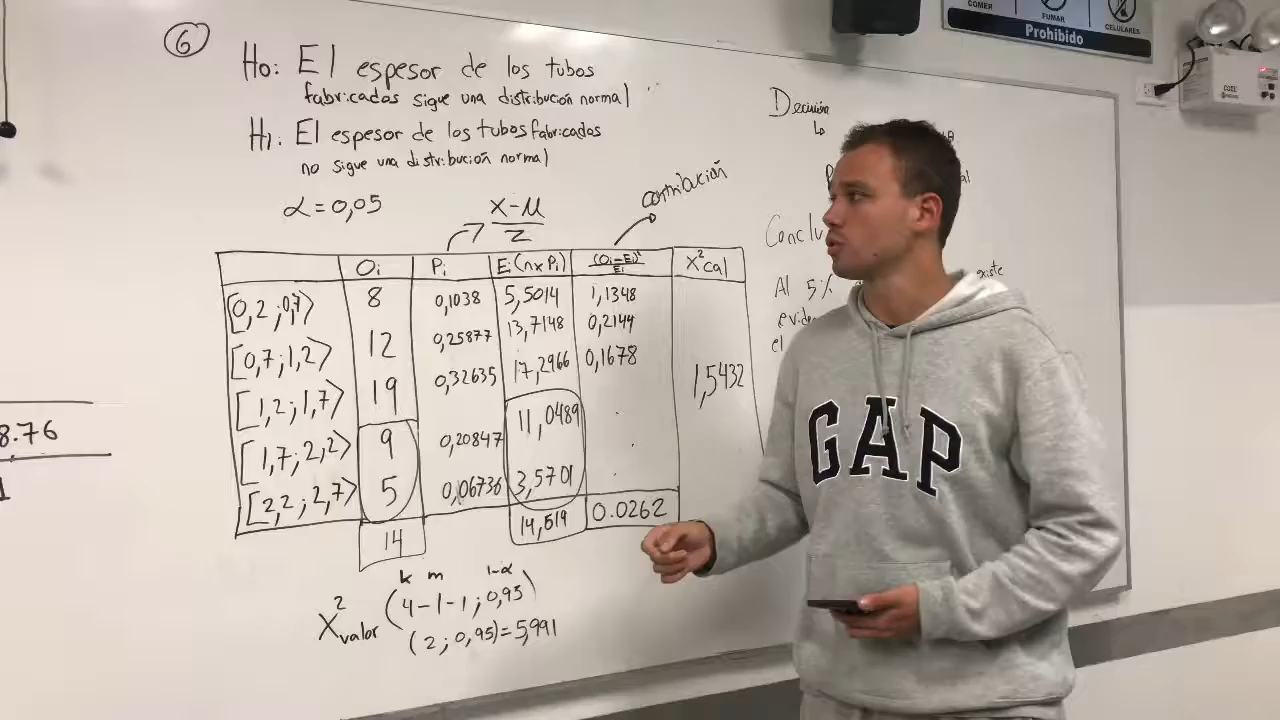 6
Ho: El espesor de los tubos
fabricados sigue una distribución normal
H1: El espesor de los tubos fabricados
no sigue una distribución normal
α = 0,05
X-μ
Z
contribución
Oi Pi Ei(nxPi) (Oi-Ei)²/Ei X²cal
[0,2;0,7⟩ 8 0,1038 5,5014 1,1348
[0,7;1,2⟩ 12 0,25877 13,7148 0,2144
[1,2;1,7⟩ 19 0,32635 17,2966 0,1678
[1,7;2,2⟩ 9 0,20847 11,0489 .
[2,2;2,7⟩ 5 0,06736 3,5701 .
1,5432
14 14,519 0.0262
k m 1-α
X²valor (4-1-1;0,95)
(2;0,95)=5,991
Decisión
Conclu
Al 5% existe
evide
el
8.76
1
COMER
FUMAR
CELULARES
Prohibido
GAP